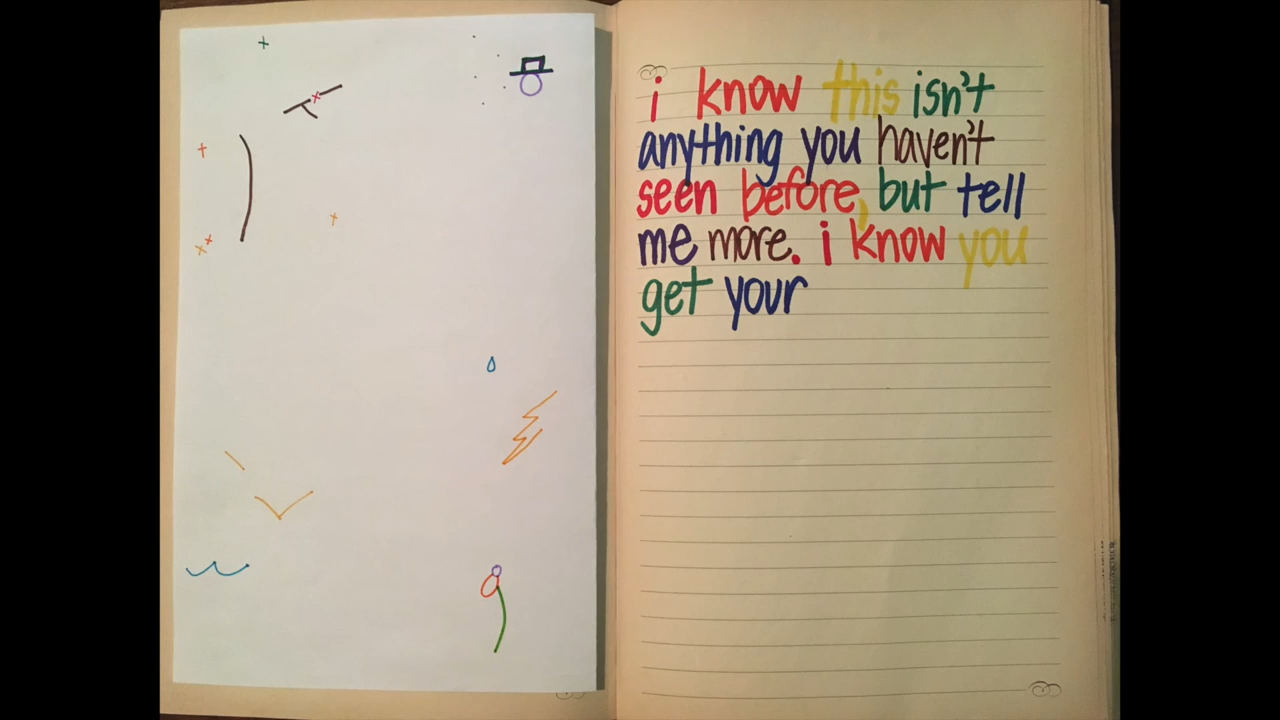 i know this isn't
anything you haven't
seen before, but tell
me more. i know you
get your